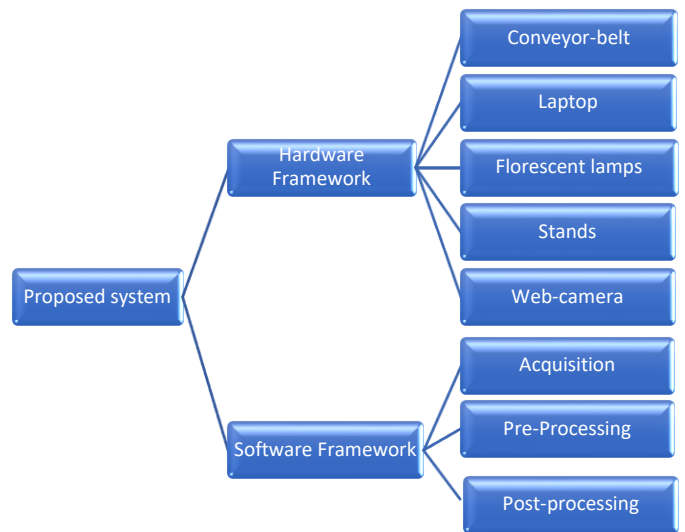 Conveyor-belt
Laptop
Hardware
Framework
Florescent lamps
Stands
Proposed system
Web-camera
Acquisition
Software Framework
Pre-Processing
Post-processing